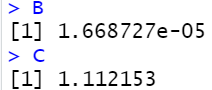 > B
[1] 1.668727e-05
> C
[1] 1.112153